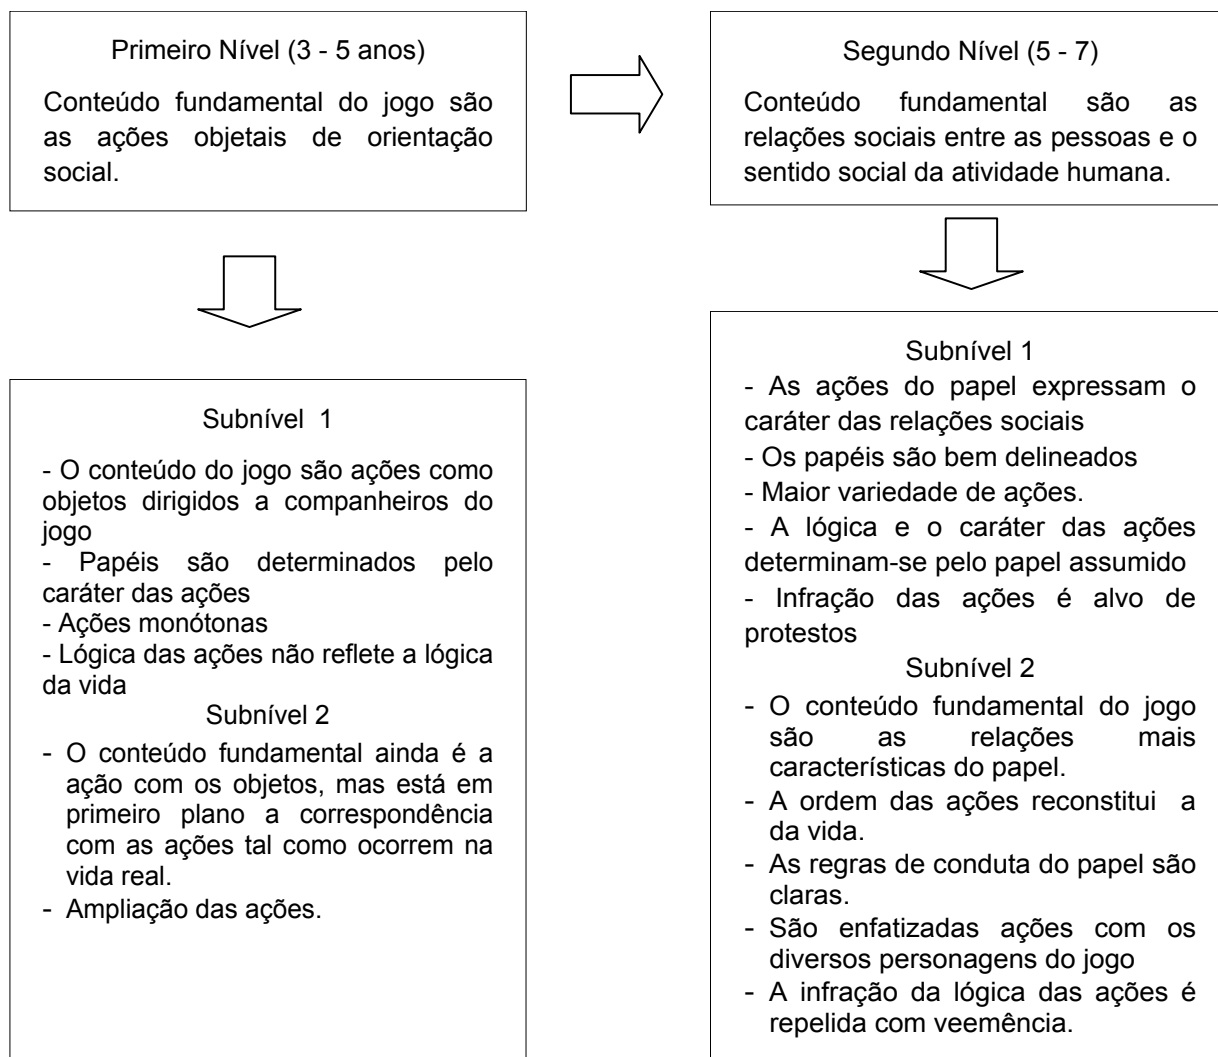 Primeiro Nível (3 - 5 anos)
Conteúdo fundamental do jogo são
as ações objetais de orientação
social.
Segundo Nível (5 - 7)
Conteúdo fundamental são as
relações sociais entre as pessoas e o
sentido social da atividade humana.
Subnível 1
- O conteúdo do jogo são ações como
objetos dirigidos a companheiros do
jogo
- Papéis são determinados pelo
caráter das ações
- Ações monótonas
- Lógica das ações não reflete a lógica
da vida
Subnível 2
- O conteúdo fundamental ainda é a
ação com os objetos, mas está em
primeiro plano a correspondência
com as ações tal como ocorrem na
vida real.
- Ampliação das ações.
Subnível 1
- As ações do papel expressam o
caráter das relações sociais
- Os papéis são bem delineados
- Maior variedade de ações.
- A lógica e o caráter das ações
determinam-se pelo papel assumido
- Infração das ações é alvo de
protestos
Subnível 2
- O conteúdo fundamental do jogo
são as relações mais
características do papel.
- A ordem das ações reconstitui a
da vida.
- As regras de conduta do papel são
claras.
- São enfatizadas ações com os
diversos personagens do jogo
- A infração da lógica das ações é
repelida com veemência.